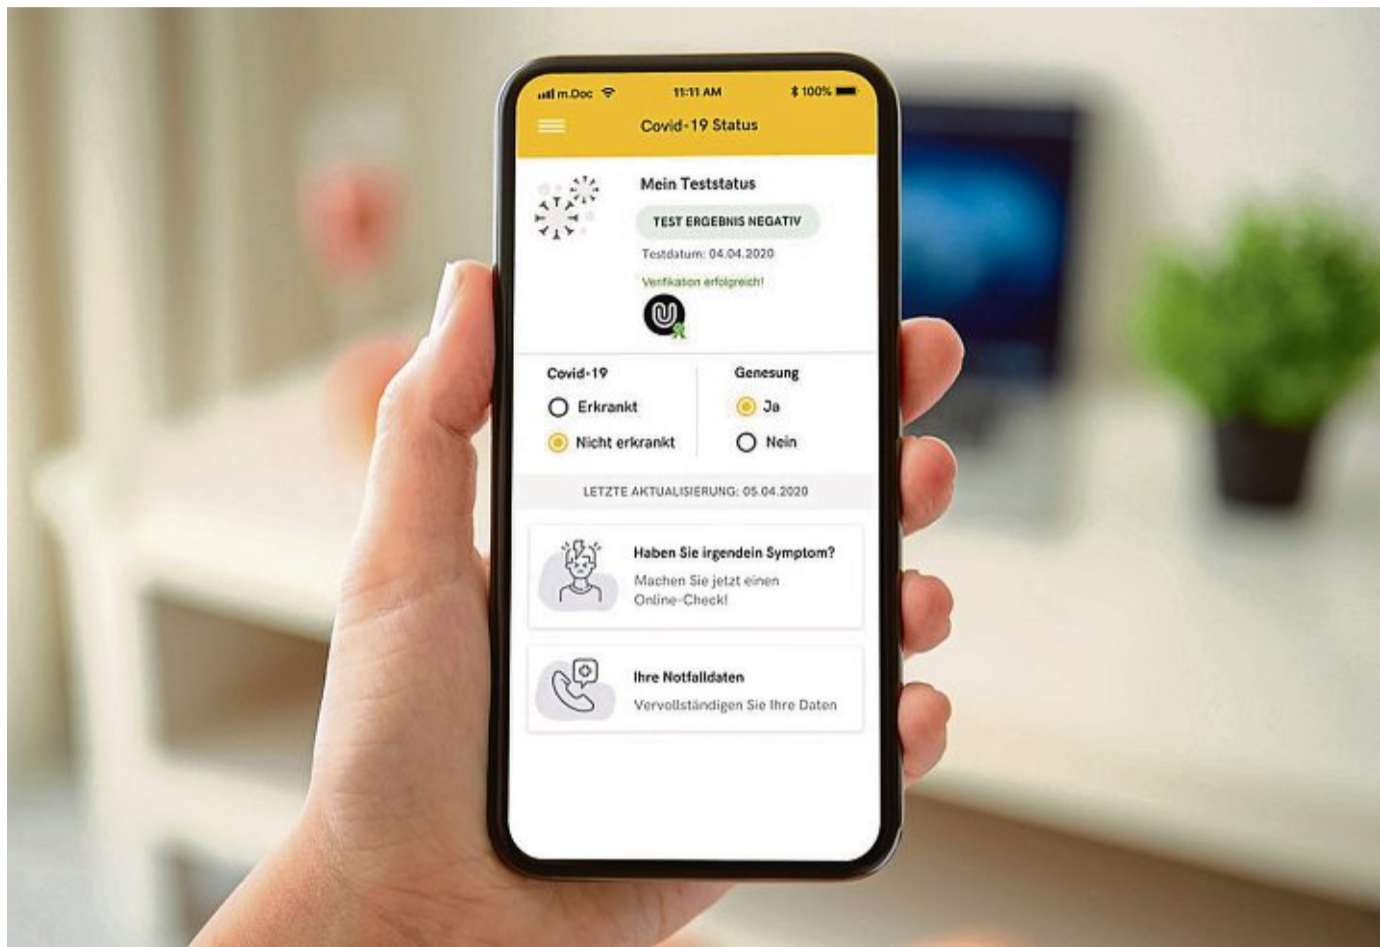 m.Doc 11:11 AM 100%
Covid-19 Status
Mein Teststatus
TEST ERGEBNIS NEGATIV
Testdatum: 04.04.2020
Verifikation erfolgreich!
Covid-19
Erkrankt
Nicht erkrankt
Genesung
Ja
Nein
LETZTE AKTUALISIERUNG: 05.04.2020
Haben Sie irgendein Symptom?
Machen Sie jetzt einen
Online-Check!
Ihre Notfalldaten
Vervollständigen Sie Ihre Daten